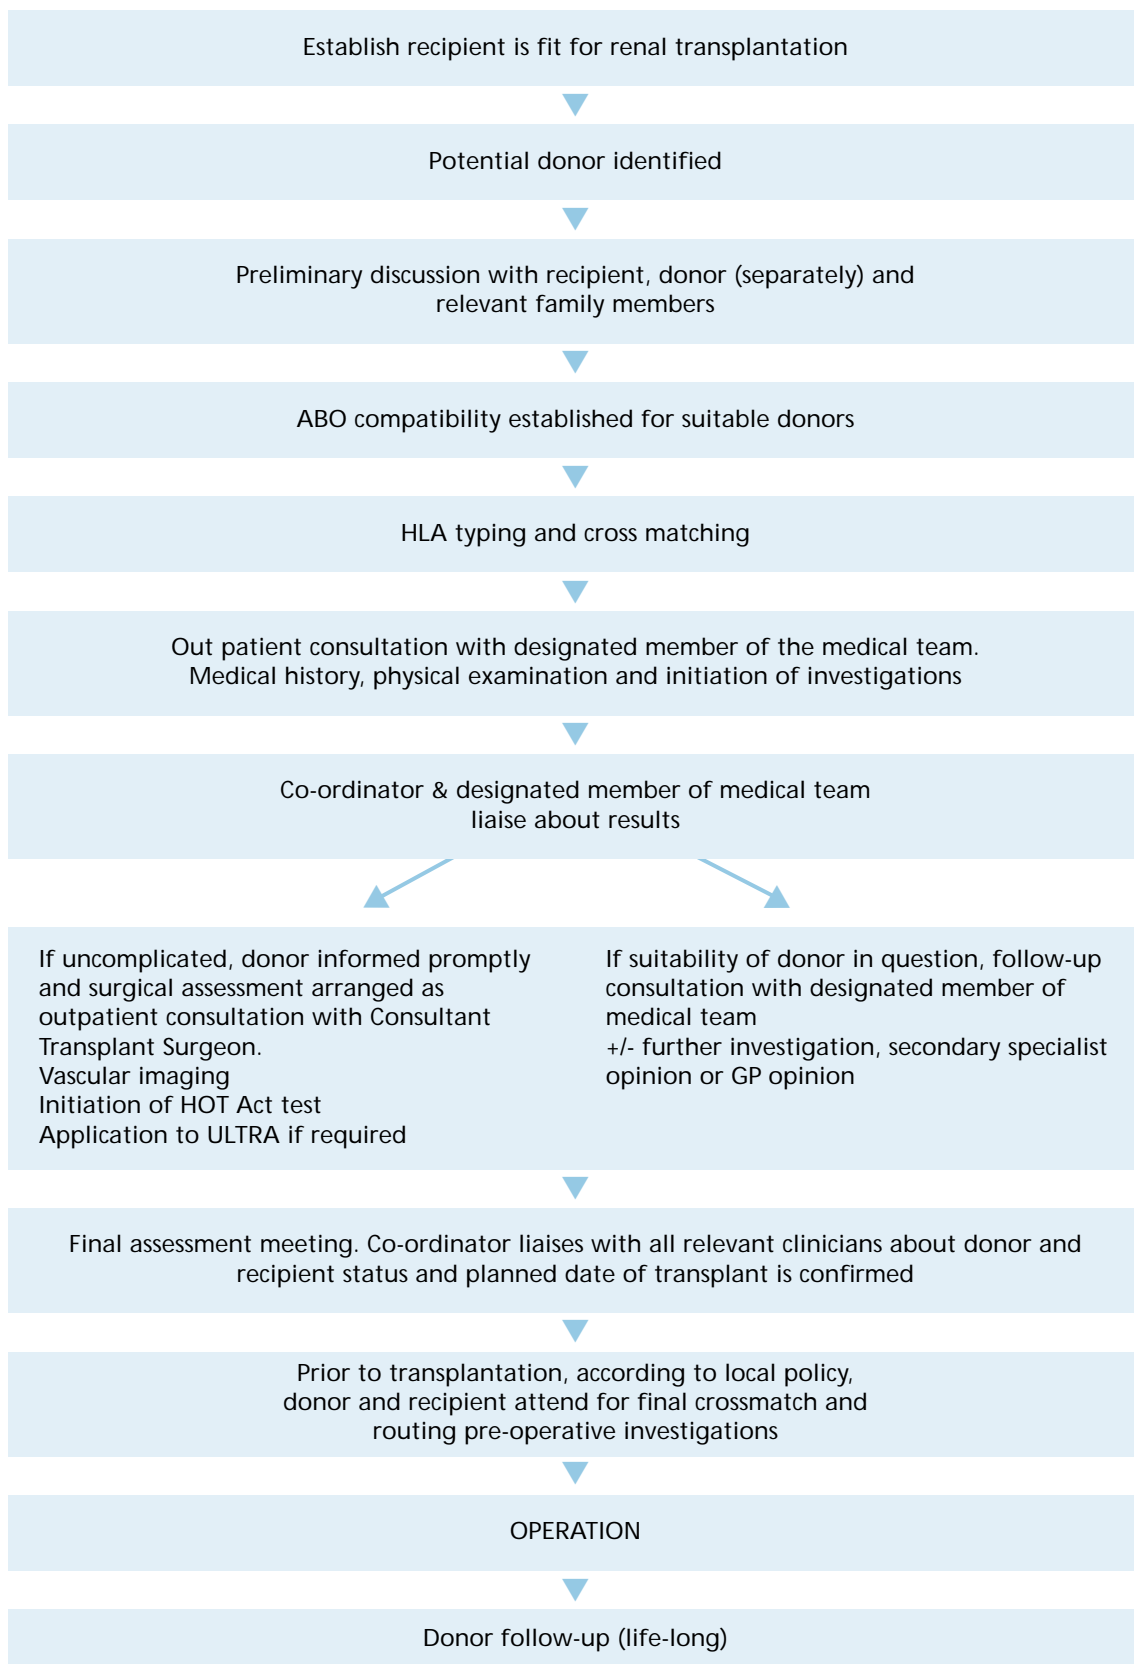 Establish recipient is fit for renal transplantation
Potential donor identified
Preliminary discussion with recipient, donor (separately) and
relevant family members
ABO compatibility established for suitable donors
HLA typing and cross matching
Out patient consultation with designated member of the medical team.
Medical history, physical examination and initiation of investigations
Co-ordinator & designated member of medical team
liaise about results
If uncomplicated, donor informed promptly
and surgical assessment arranged as
outpatient consultation with Consultant
Transplant Surgeon.
Vascular imaging
Initiation of HOT Act test
Application to ULTRA if required
If suitability of donor in question, follow-up
consultation with designated member of
medical team
+/- further investigation, secondary specialist
opinion or GP opinion
Final assessment meeting. Co-ordinator liaises with all relevant clinicians about donor and
recipient status and planned date of transplant is confirmed
Prior to transplantation, according to local policy,
donor and recipient attend for final crossmatch and
routing pre-operative investigations
OPERATION
Donor follow-up (life-long)